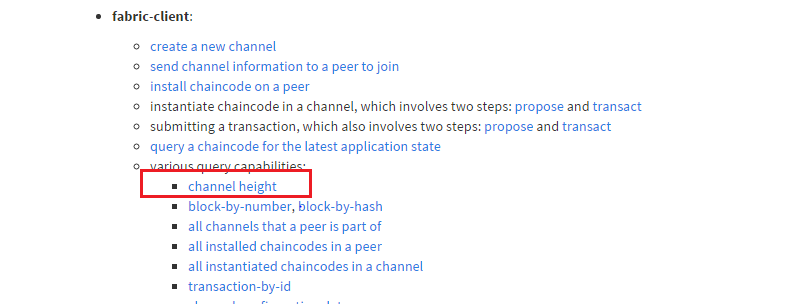 fabric-client:
create a new channel
send channel information to a peer to join
install chaincode on a peer
instantiate chaincode in a channel, which involves two steps: propose and transact
submitting a transaction, which also involves two steps: propose and transact
query a chaincode for the latest application state
various query capabilities:
channel height
block-by-number, block-by-hash
all channels that a peer is part of
all installed chaincodes in a peer
all instantiated chaincodes in a channel
transaction-by-id